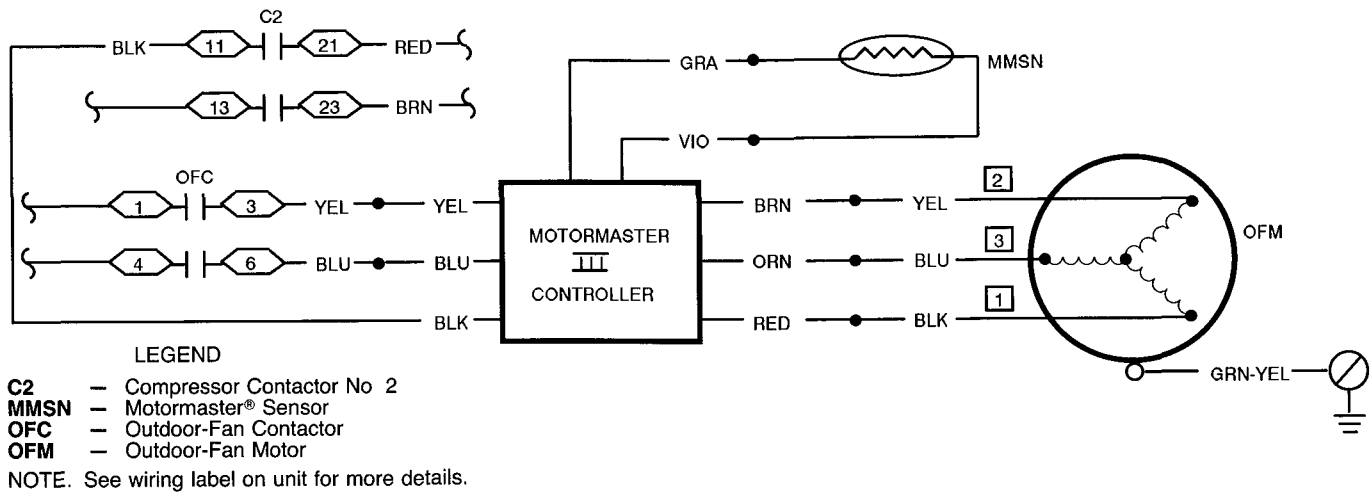 C2
BLK 11 21 RED
GRA
MMSN
13 23 BRN
VIO
OFC
1 3 YEL YEL
BRN YEL 2
MOTORMASTER
III
CONTROLLER
OFM
4 6 BLU BLU
ORN BLU 3
BLK
RED BLK 1
GRN-YEL
LEGEND
C2 — Compressor Contactor No 2
MMSN — Motormaster® Sensor
OFC — Outdoor-Fan Contactor
OFM — Outdoor-Fan Motor
NOTE. See wiring label on unit for more details.